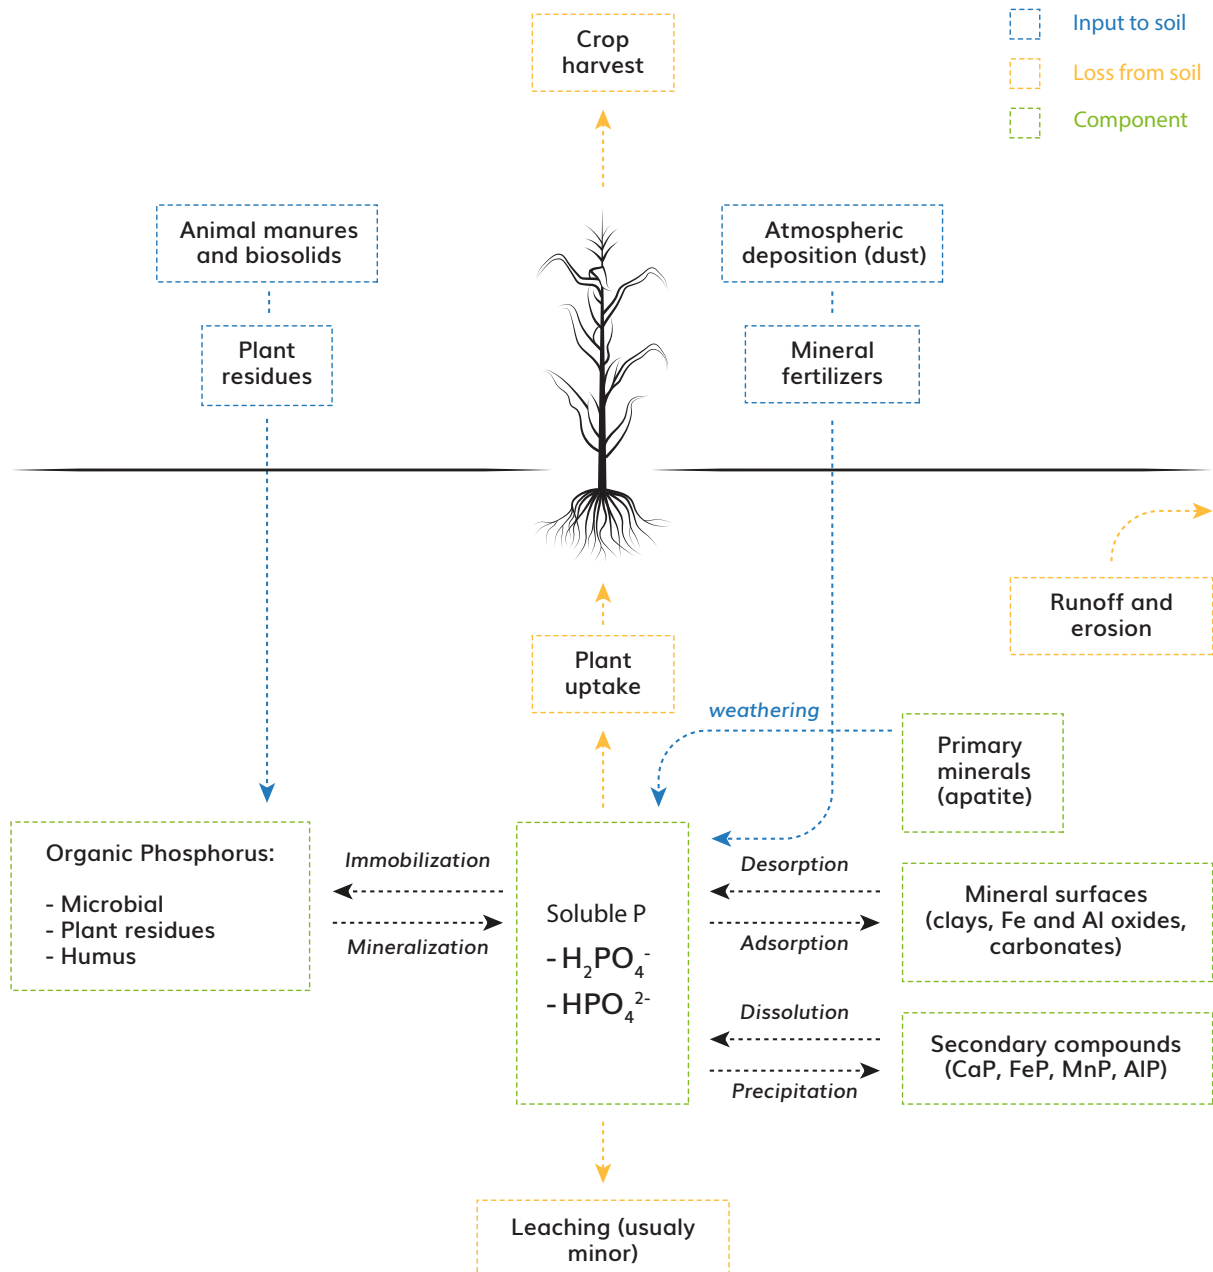 Crop
harvest
Input to soil
Loss from soil
Component
Animal manures
and biosolids
Atmospheric
deposition (dust)
Plant
residues
Mineral
fertilizers
Runoff and
erosion
Plant
uptake
weathering
Primary
minerals
(apatite)
Organic Phosphorus:
- Microbial
- Plant residues
- Humus
Immobilization
Mineralization
Soluble P
- H₂PO₄⁻
- HPO₄²⁻
Desorption
Adsorption
Mineral surfaces
(clays, Fe and Al oxides,
carbonates)
Dissolution
Precipitation
Secondary compounds
(CaP, FeP, MnP, AlP)
Leaching (usualy
minor)